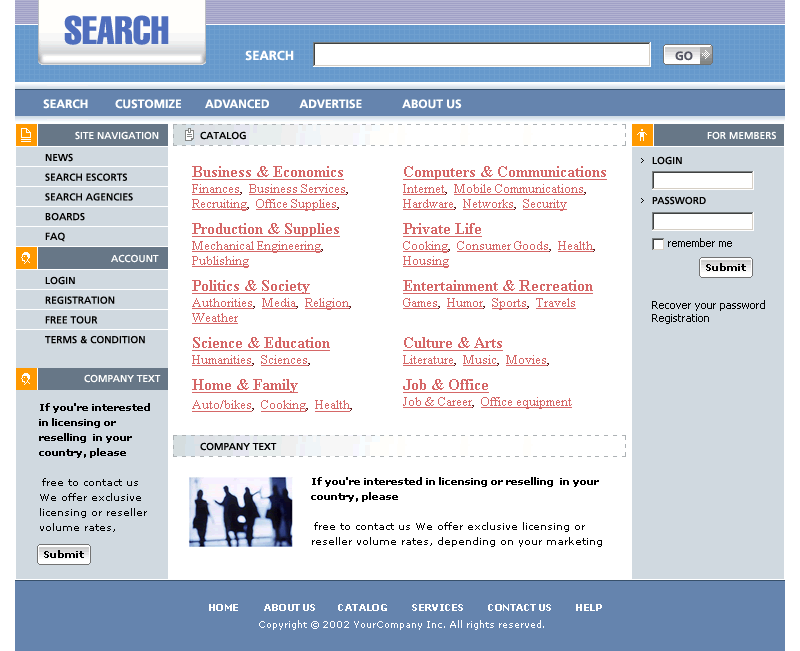 SEARCH
SEARCH GO
SEARCH CUSTOMIZE ADVANCED ADVERTISE ABOUT US
SITE NAVIGATION
NEWS
SEARCH ESCORTS
SEARCH AGENCIES
BOARDS
FAQ
ACCOUNT
LOGIN
REGISTRATION
FREE TOUR
TERMS & CONDITION
COMPANY TEXT
If you're interested
in licensing or
reselling in your
country, please
free to contact us
We offer exclusive
licensing or reseller
volume rates,
Submit
CATALOG
Business & Economics
Finances, Business Services,
Recruiting, Office Supplies,
Computers & Communications
Internet, Mobile Communications,
Hardware, Networks, Security
Production & Supplies
Mechanical Engineering,
Publishing
Private Life
Cooking, Consumer Goods, Health,
Housing
Politics & Society
Authorities, Media, Religion,
Weather
Entertainment & Recreation
Games, Humor, Sports, Travels
Science & Education
Humanities, Sciences,
Culture & Arts
Literature, Music, Movies,
Home & Family
Auto/bikes, Cooking, Health,
Job & Office
Job & Career, Office equipment
COMPANY TEXT
If you're interested in licensing or reselling in your
country, please
free to contact us We offer exclusive licensing or
reseller volume rates, depending on your marketing
FOR MEMBERS
LOGIN
PASSWORD
remember me
Submit
Recover your password
Registration
HOME ABOUT US CATALOG SERVICES CONTACT US HELP
Copyright © 2002 YourCompany Inc. All rights reserved.